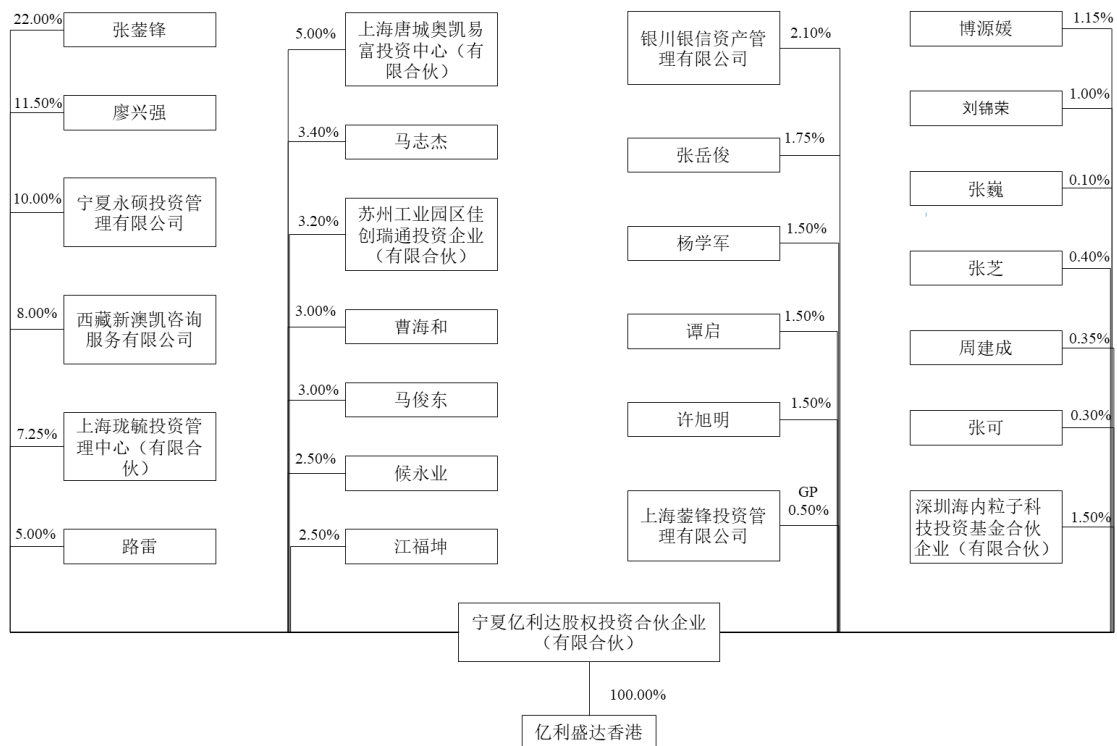 22.00%
张蓥锋
11.50%
廖兴强
10.00%
宁夏永硕投资管
理有限公司
8.00%
西藏新澳凯咨询
服务有限公司
7.25%
上海珑毓投资管
理中心（有限合
伙）
5.00%
路雷
5.00%
上海唐城奥凯易
富投资中心（有
限合伙）
3.40%
马志杰
3.20%
苏州工业园区佳
创瑞通投资企业
（有限合伙）
3.00%
曹海和
3.00%
马俊东
2.50%
候永业
2.50%
江福坤
银川银信资产管
理有限公司
2.10%
张岳俊
1.75%
杨学军
1.50%
谭启
1.50%
许旭明
1.50%
上海蓥锋投资管
理有限公司
GP
0.50%
博源媛
1.15%
刘锦荣
1.00%
张巍
0.10%
张芝
0.40%
周建成
0.35%
张可
0.30%
深圳海内粒子科
技投资基金合伙
企业（有限合伙）
1.50%
宁夏亿利达股权投资合伙企业
（有限合伙）
100.00%
亿利盛达香港